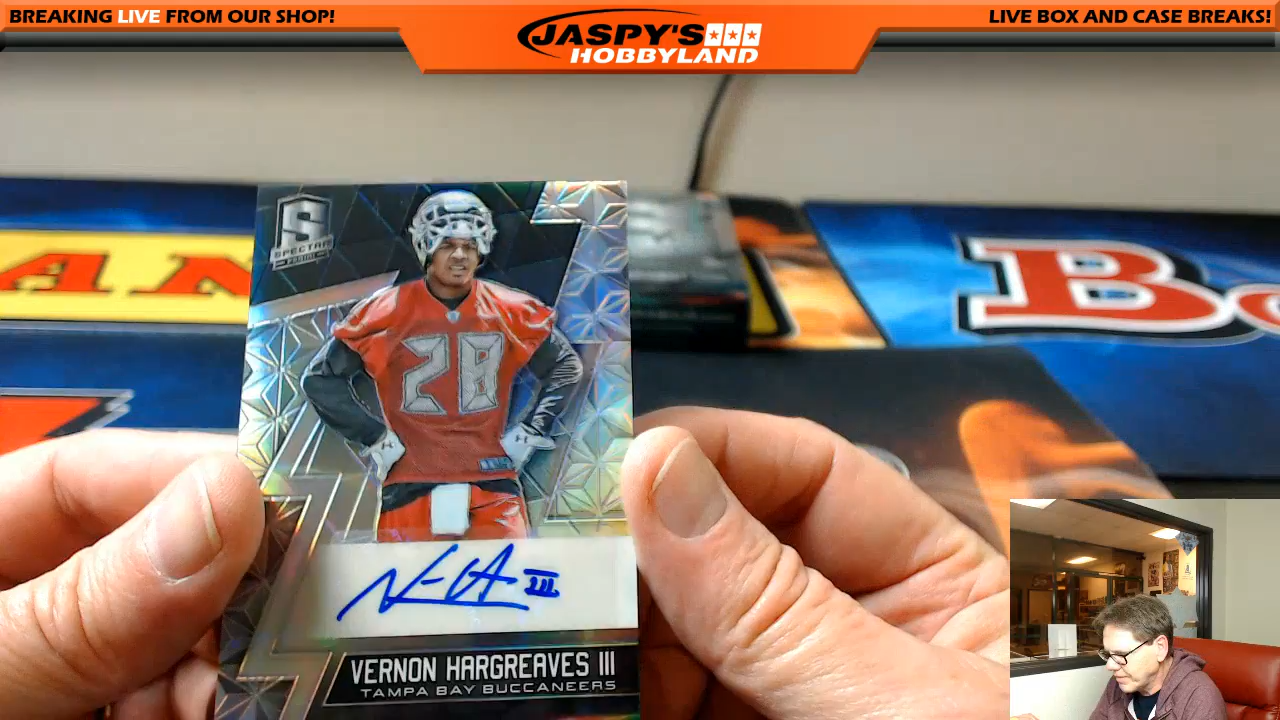 BREAKING LIVE FROM OUR SHOP!
JASPY'S
HOBBYLAND
LIVE BOX AND CASE BREAKS!
S
SPECTRA
PANINI
28
VERNON HARGREAVES III
TAMPA BAY BUCCANEERS